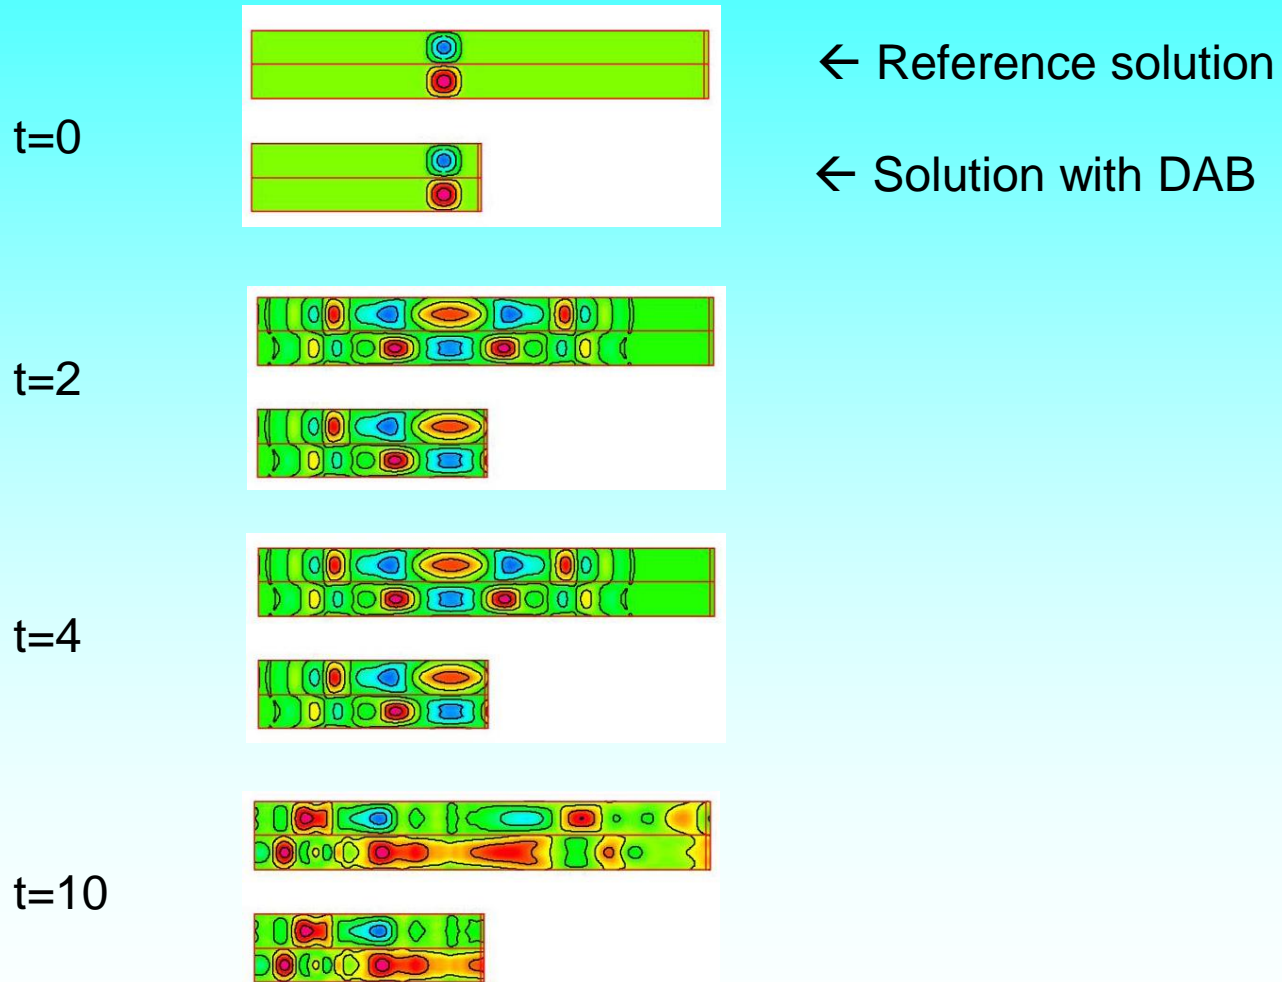 ← Reference solution
t=0
← Solution with DAB
t=2
t=4
t=10